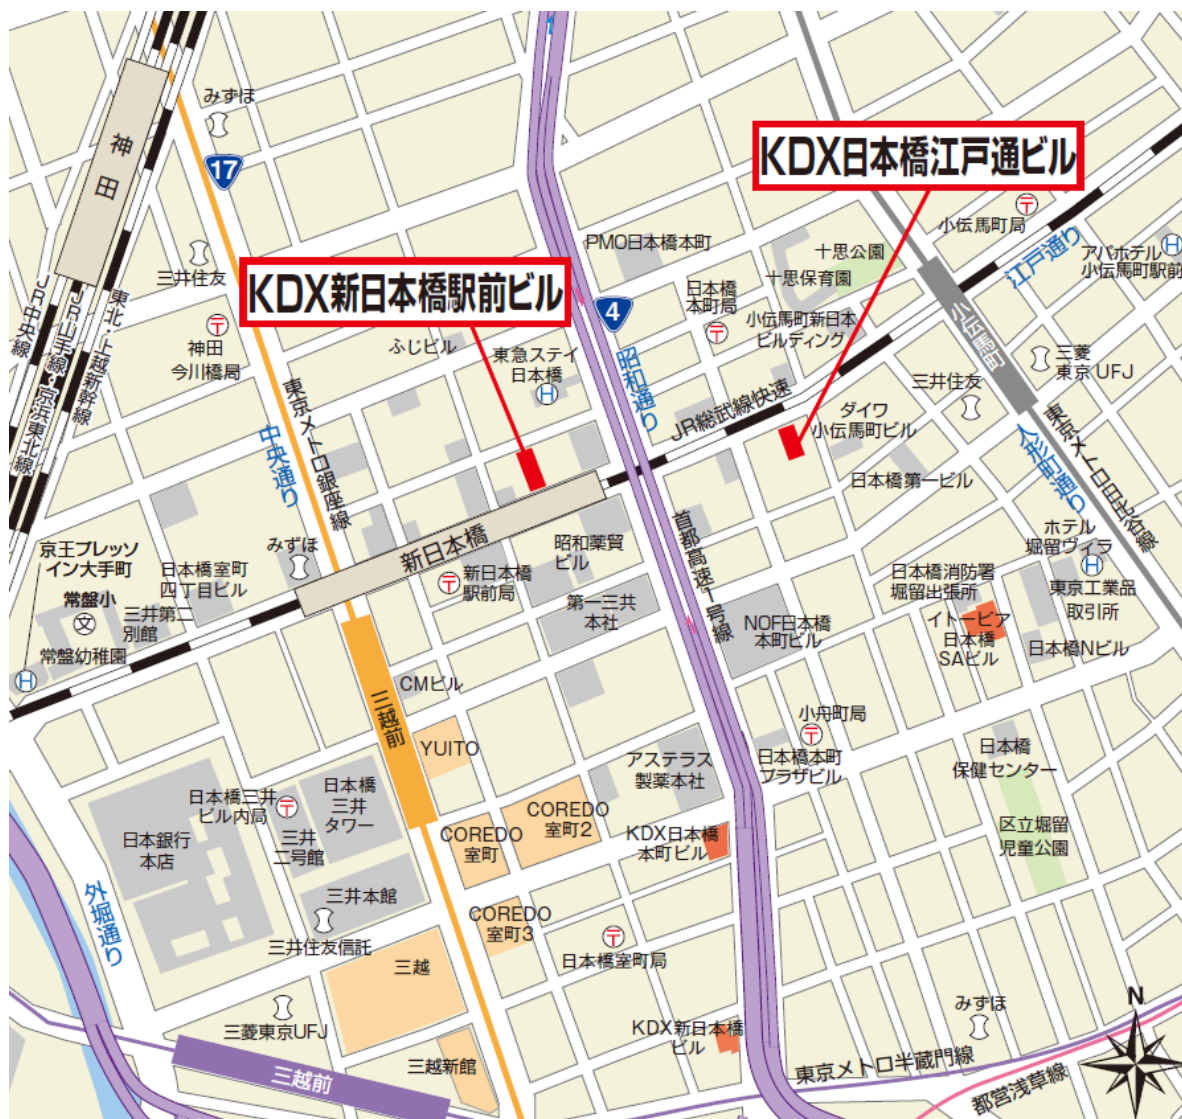 みずほ
神田
17
KDX日本橋江戸通ビル
小伝馬町局
江戸通り
アパホテル
小伝馬町駅前
PMO日本橋本町
十思公園
十思保育園
三井住友
KDX新日本橋駅前ビル
日本橋
本町局
4
小伝馬町新日本
ビルディング
小伝馬町
JR中央線
JR山手線・京浜東北線
東北・上越新幹線
神田
今川橋局
ふじビル
東急ステイ
日本橋
昭和通り
三菱
東京UFJ
三井住友
JR総武線快速
ダイワ
小伝馬町ビル
東京メトロ銀座線
中央通り
人形町通り
東京メトロ日比谷線
日本橋第一ビル
新日本橋
首都高速1号線
ホテル
堀留ヴィラ
京王プレッソ
イン大手町
みずほ
昭和薬貿
ビル
日本橋室町
四丁目ビル
新日本橋
駅前局
日本橋消防署
堀留出張所
東京工業品
取引所
常盤小
文
三井第二
別館
第一三共
本社
NOF日本橋
本町ビル
イトーピア
日本橋
SAビル
日本橋Nビル
常盤幼稚園
CMビル
三越前
小舟町局
YUITO
アステラス
製薬本社
日本橋本町
プラザビル
日本橋
保健センター
日本橋三井
ビル内局
日本橋
三井
タワー
COREDO
室町2
日本銀行
本店
三井
二号館
COREDO
室町
KDX日本橋
本町ビル
区立堀留
児童公園
外堀通り
三井本館
COREDO
室町3
三井住友信託
三越
日本橋室町局
三菱東京UFJ
みずほ
N
KDX新日本橋
ビル
三越新館
三越前
東京メトロ半蔵門線
都営浅草線